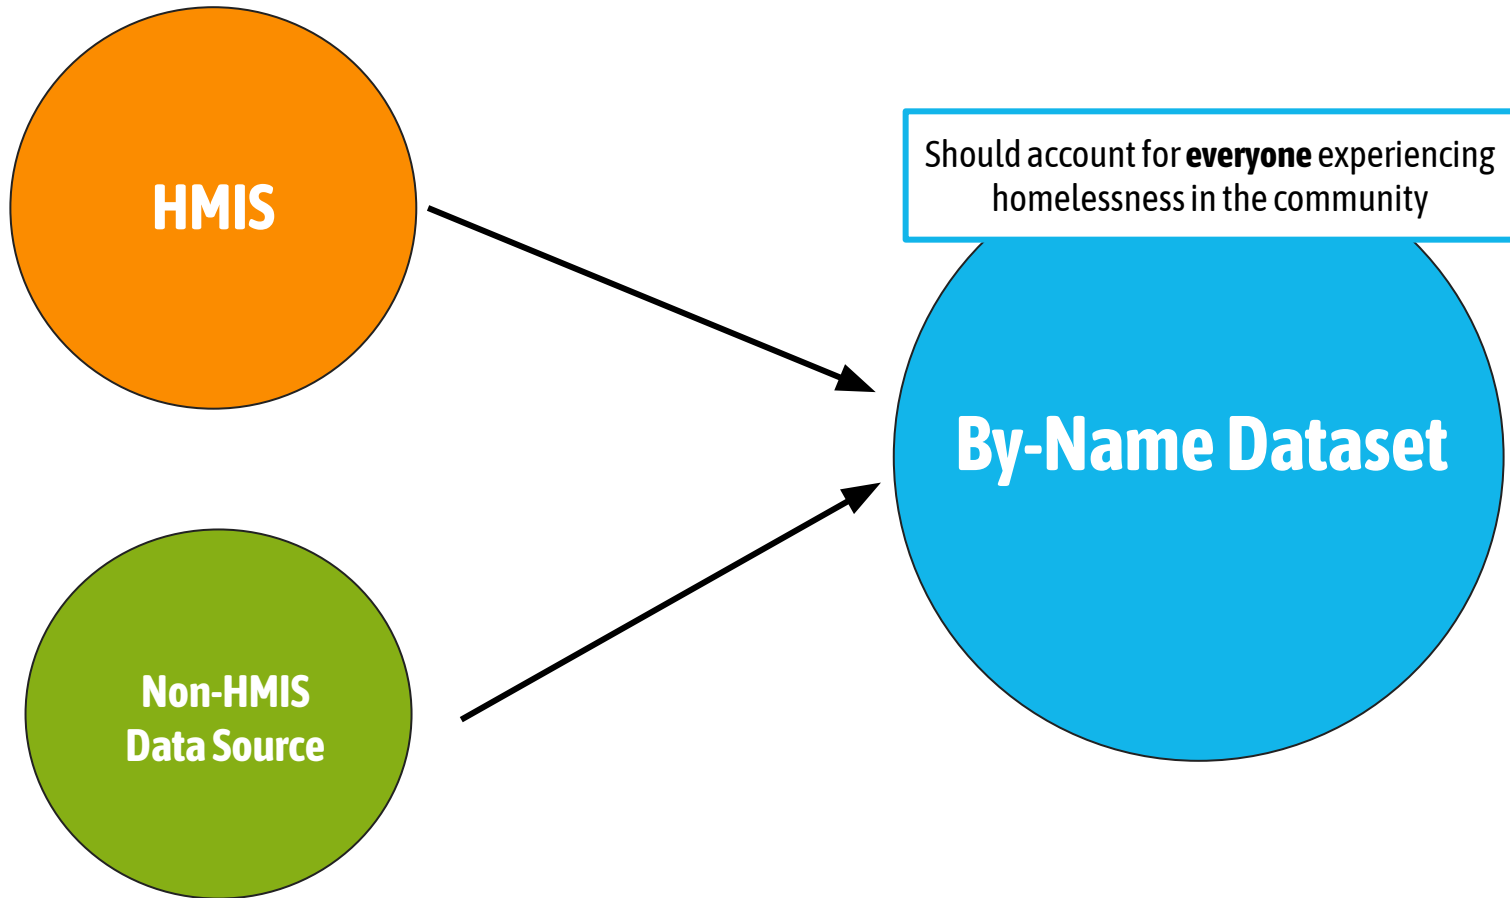 HMIS
Should account for everyone experiencing
homelessness in the community
By-Name Dataset
Non-HMIS
Data Source